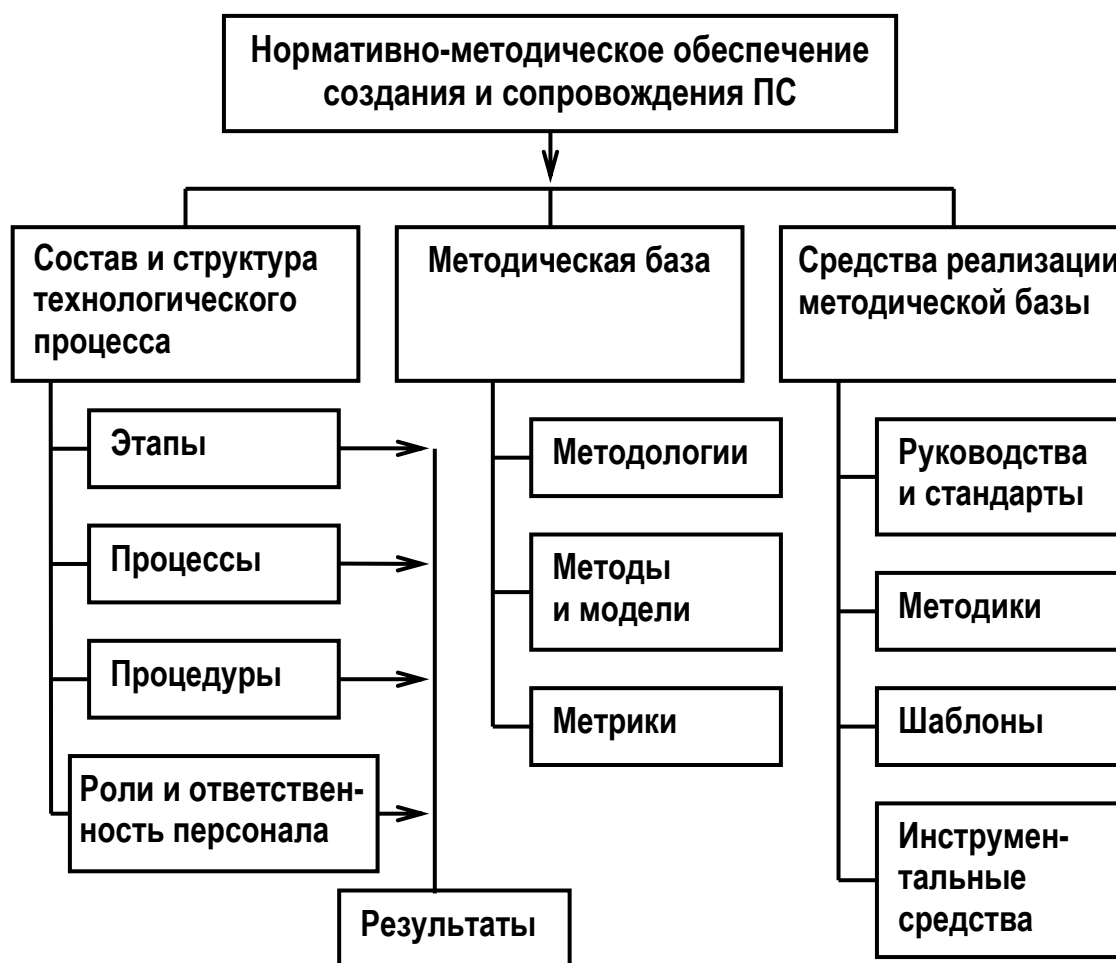 Нормативно-методическое обеспечение
создания и сопровождения ПС
Состав и структура
технологического
процесса
Этапы
Процессы
Процедуры
Роли и ответствен-
ность персонала
Результаты
Методическая база
Методологии
Методы
и модели
Метрики
Средства реализации
методической базы
Руководства
и стандарты
Методики
Шаблоны
Инструмен-
тальные
средства